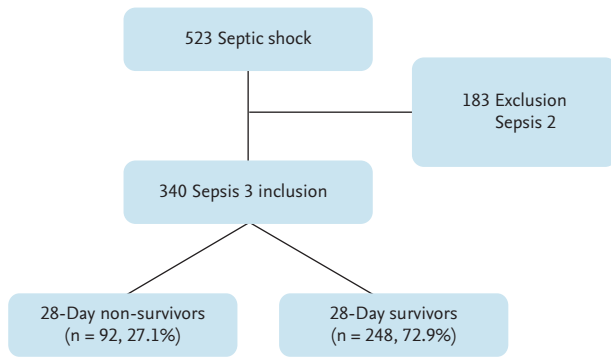 523 Septic shock
183 Exclusion
Sepsis 2
340 Sepsis 3 inclusion
28-Day non-survivors
(n = 92, 27.1%)
28-Day survivors
(n = 248, 72.9%)